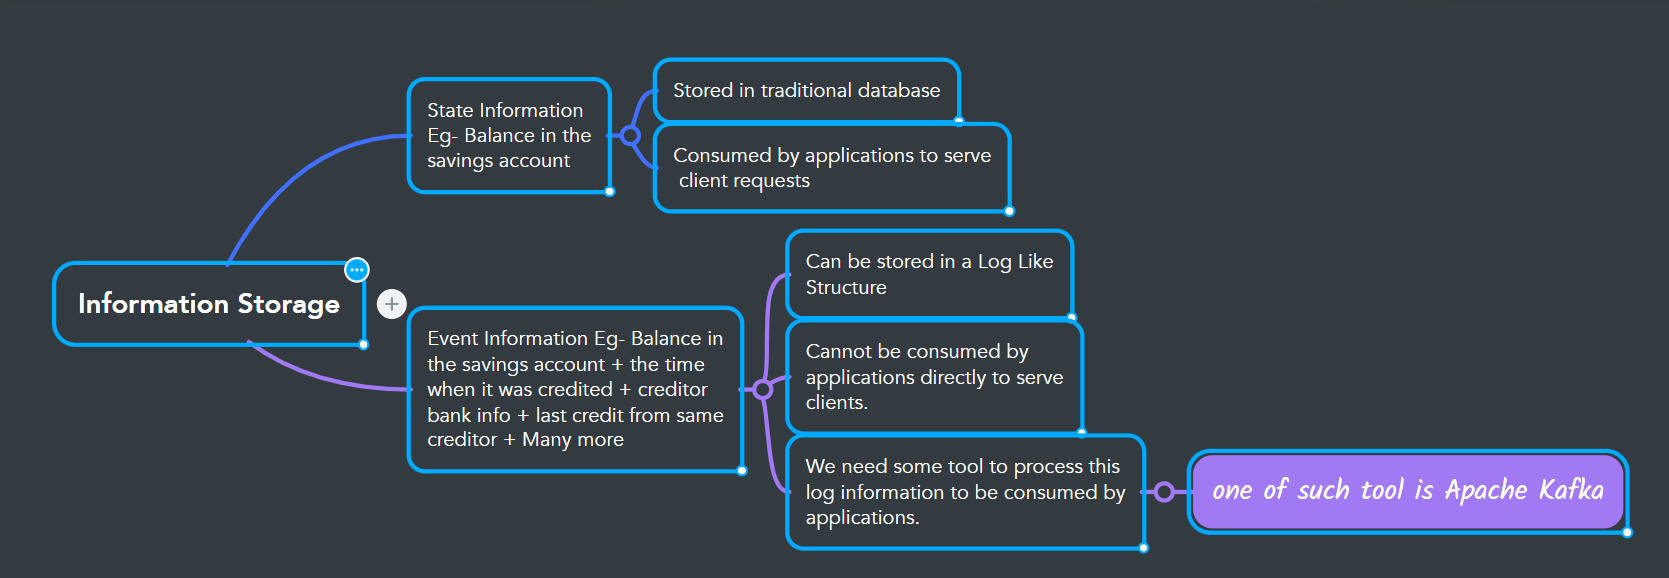 State Information
Eg- Balance in the
savings account
Stored in traditional database
Consumed by applications to serve
client requests
Information Storage
Event Information Eg- Balance in
the savings account + the time
when it was credited + creditor
bank info + last credit from same
creditor + Many more
Can be stored in a Log Like
Structure
Cannot be consumed by
applications directly to serve
clients.
We need some tool to process this
log information to be consumed by
applications.
one of such tool is Apache Kafka